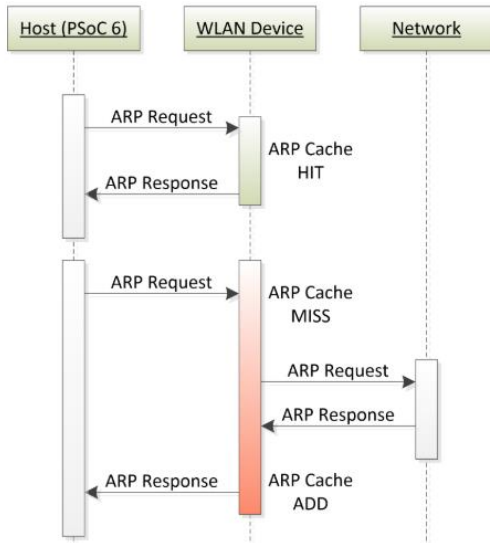 Host (PSoC 6)
WLAN Device
Network
ARP Request
ARP Cache
HIT
ARP Response
ARP Request
ARP Cache
MISS
ARP Request
ARP Response
ARP Response
ARP Cache
ADD